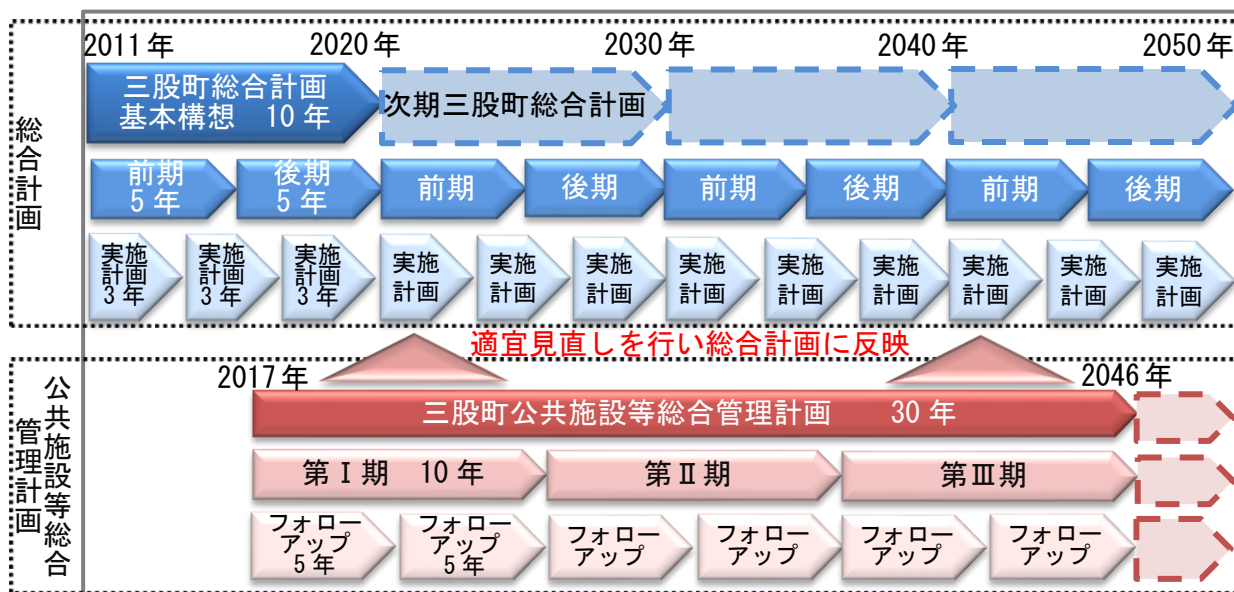 総合計画
2011年
2020年
2030年
2040年
2050年
三股町総合計画
基本構想　10年
次期三股町総合計画
前期
5年
後期
5年
前期
後期
前期
後期
前期
後期
実施
計画
3年
実施
計画
3年
実施
計画
3年
実施
計画
実施
計画
実施
計画
実施
計画
実施
計画
実施
計画
実施
計画
実施
計画
実施
計画
適宜見直しを行い総合計画に反映
公共施設等総合
管理計画
2017年
2046年
三股町公共施設等総合管理計画　30年
第Ⅰ期　10年
第Ⅱ期
第Ⅲ期
フォロー
アップ
5年
フォロー
アップ
5年
フォロー
アップ
フォロー
アップ
フォロー
アップ
フォロー
アップ